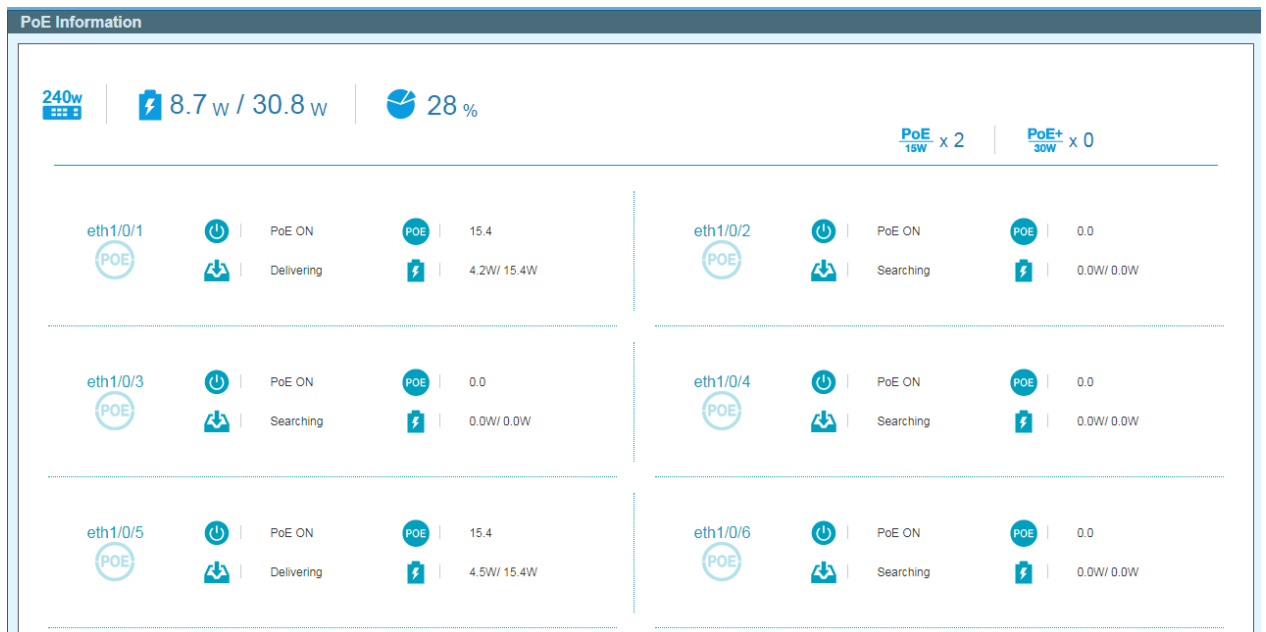 PoE Information
240w
8.7 W / 30.8 W
28 %
PoE 15W x 2
PoE+ 30W x 0
eth1/0/1 PoE ON POE 15.4
POE Delivering 4.2W/ 15.4W
eth1/0/2 PoE ON POE 0.0
POE Searching 0.0W/ 0.0W
eth1/0/3 PoE ON POE 0.0
POE Searching 0.0W/ 0.0W
eth1/0/4 PoE ON POE 0.0
POE Searching 0.0W/ 0.0W
eth1/0/5 PoE ON POE 15.4
POE Delivering 4.5W/ 15.4W
eth1/0/6 PoE ON POE 0.0
POE Searching 0.0W/ 0.0W